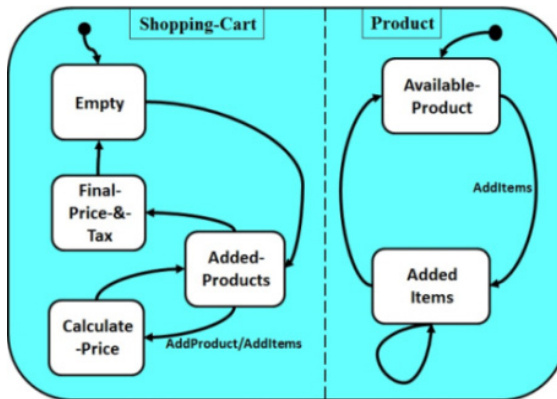 Shopping-Cart
Empty
Final-
Price-&-
Tax
Added-
Products
Calculate
-Price
AddProduct/AddItems
Product
Available-
Product
AddItems
Added
Items